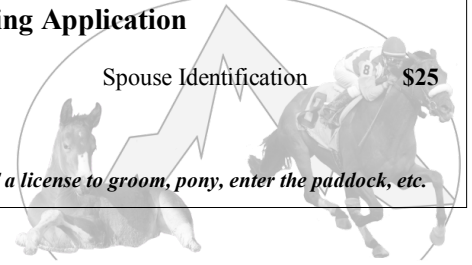 ing Application
Spouse Identification $25
a license to groom, pony, enter the paddock, etc.
B